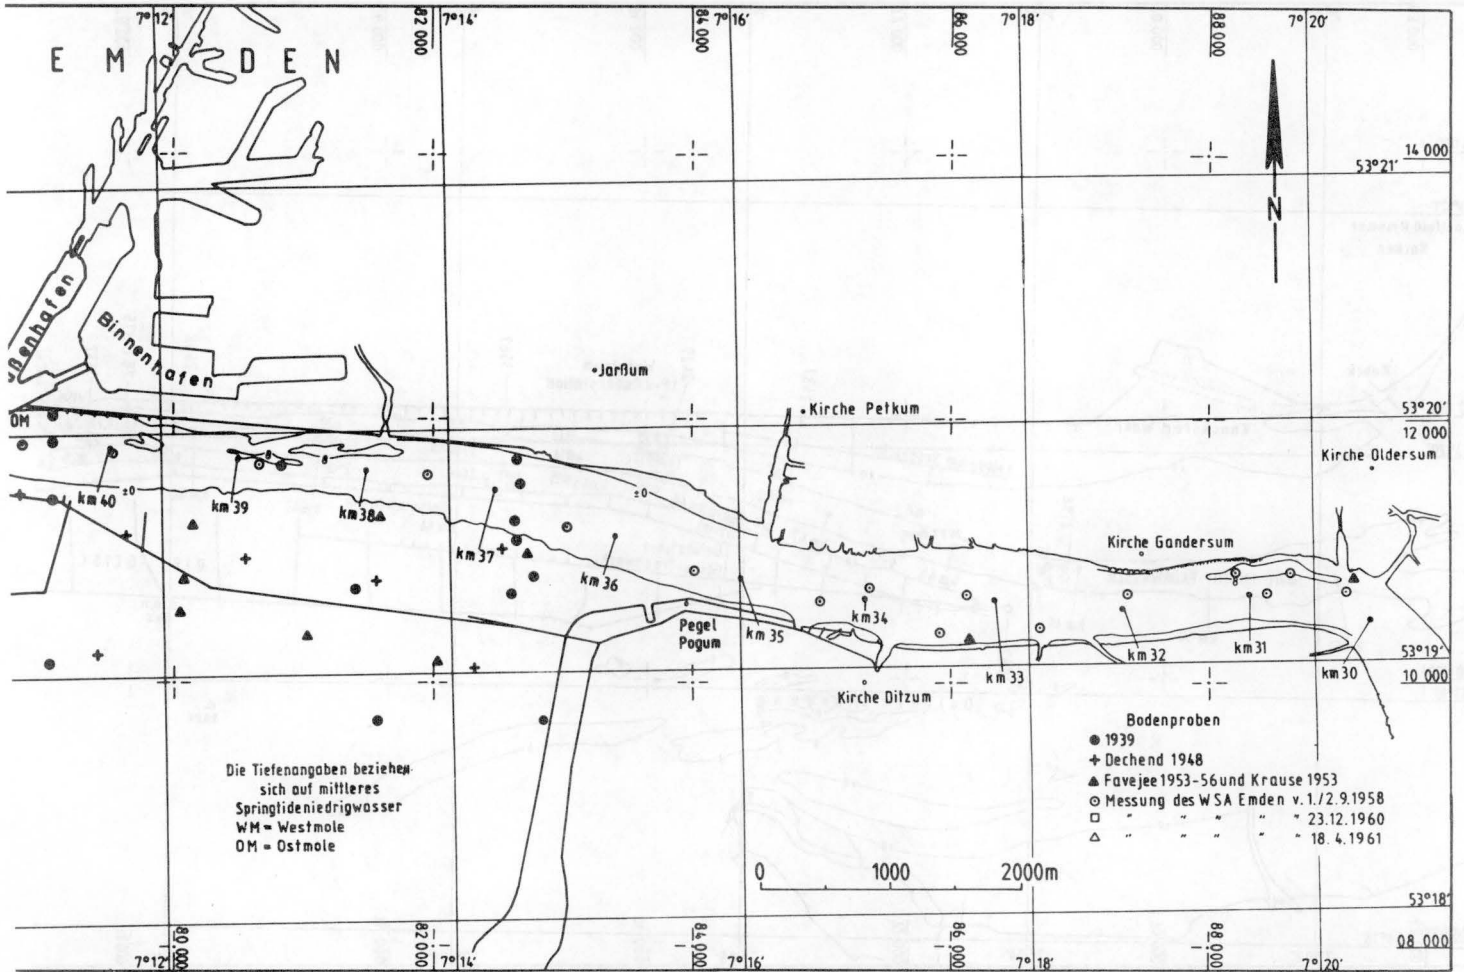 7°12'
82 000
7°14'
84 000
7°16'
86 000
7°18'
88 000
7°20'
EMDEN
14 000
53°21'
N
Binnenhafen
Jarßum
Kirche Petkum
53°20'
12 000
OM
Kirche Oldersum
km 40
±0
km 39
8
8
km 38
km 37
±0
km 36
Kirche Gandersum
8
Pegel
Pogum
km 35
km 34
km 33
km 32
km 31
km 30
53°19'
10 000
Kirche Ditzum
Die Tiefenangaben beziehen
sich auf mittleres
Springtideniedrigwasser
WM = Westmole
OM = Ostmole
Bodenproben
1939
Dechend 1948
Favejee 1953-56 und Krause 1953
Messung des WSA Emden v. 1./2.9.1958
" " " " " 23.12.1960
" " " " " 18. 4.1961
0 1000 2000m
53°18'
08 000
7°12'
80 000
82 000
7°14'
84 000
7°16'
86 000
7°18'
88 000
7°20'